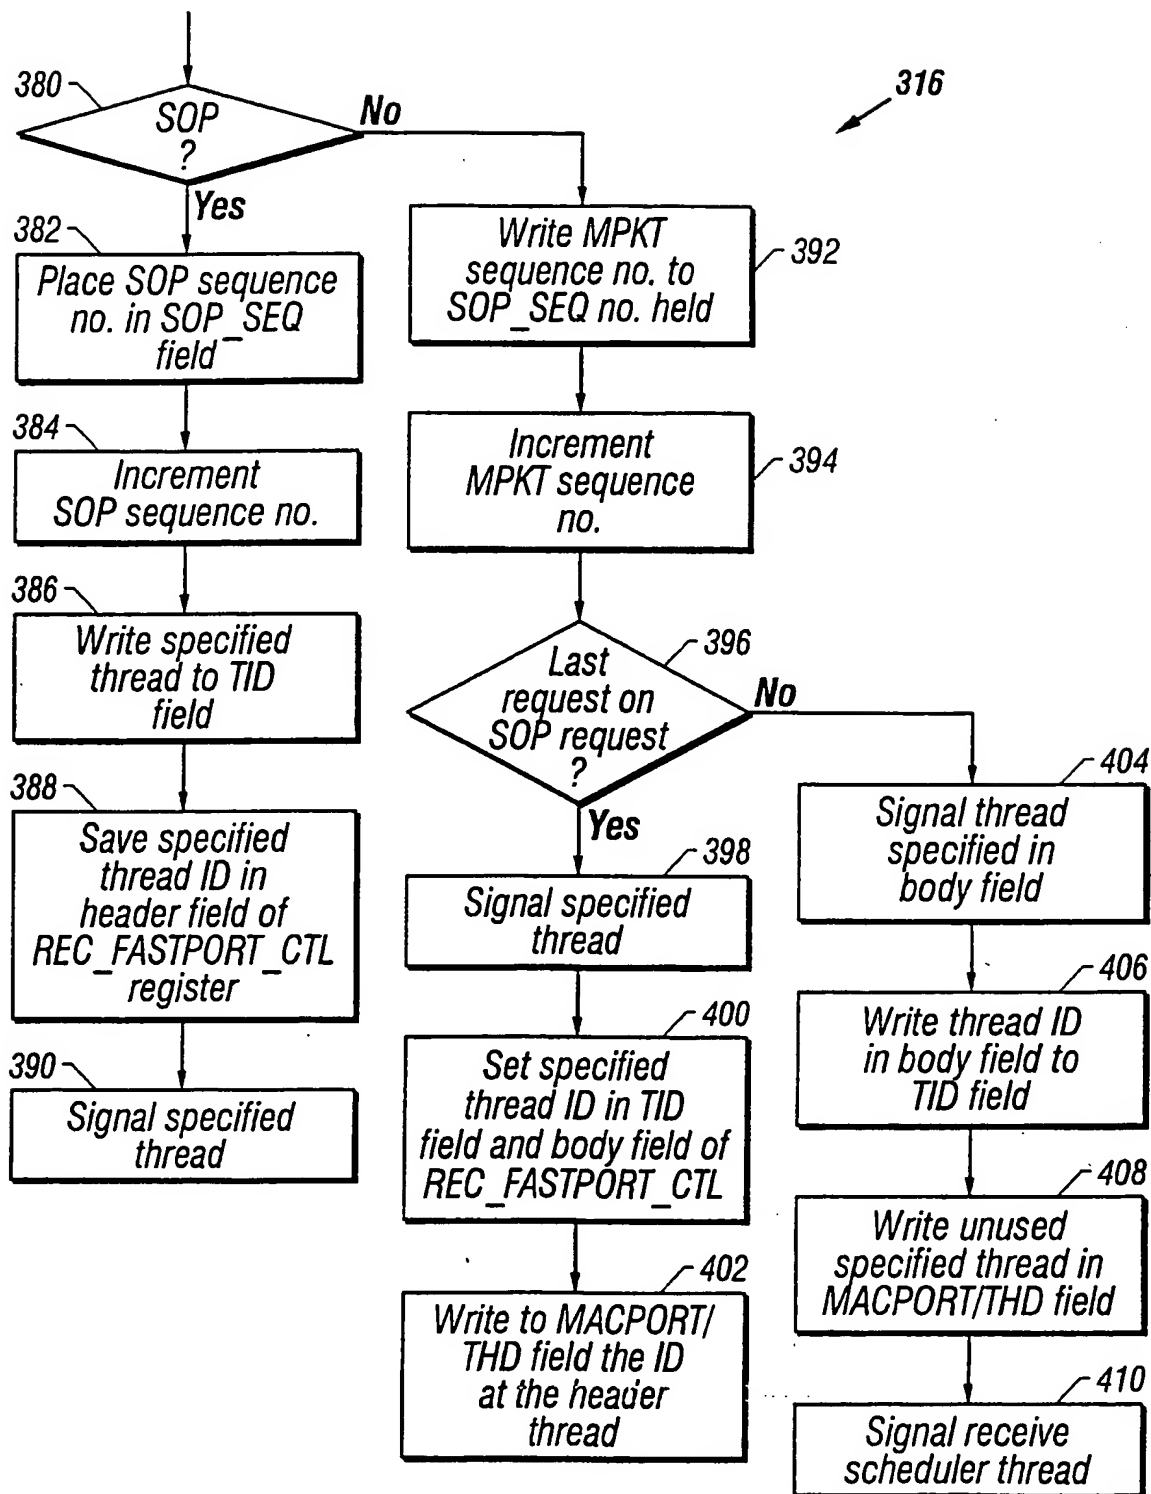 316
380
SOP
?
No
Yes
382
Place SOP sequence
no. in SOP_SEQ
field
384
Increment
SOP sequence no.
386
Write specified
thread to TID
field
388
Save specified
thread ID in
header field of
REC_FASTPORT_CTL
register
390
Signal specified
thread
Write MPKT
sequence no. to
SOP_SEQ no. held
392
Increment
MPKT sequence
no.
394
Last
request on
SOP request
?
396
No
Yes
398
Signal specified
thread
400
Set specified
thread ID in TID
field and body field of
REC_FASTPORT_CTL
402
Write to MACPORT/
THD field the ID
at the header
thread
404
Signal thread
specified in
body field
406
Write thread ID
in body field to
TID field
408
Write unused
specified thread in
MACPORT/THD field
410
Signal receive
scheduler thread